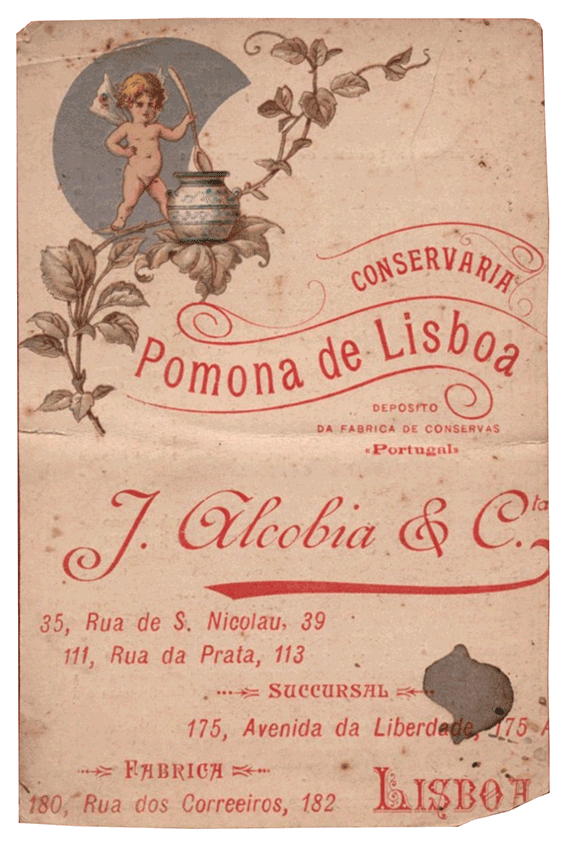 CONSERVARIA
Pomona de Lisboa
DEPOSITO
DA FABRICA DE CONSERVAS
«Portugal»
J. Alcobia & C.ta
35, Rua de S. Nicolau, 39
111, Rua da Prata, 113
SUCCURSAL
175, Avenida da Liberdade, 175 A
FABRICA
180, Rua dos Correeiros, 182
LISBOA